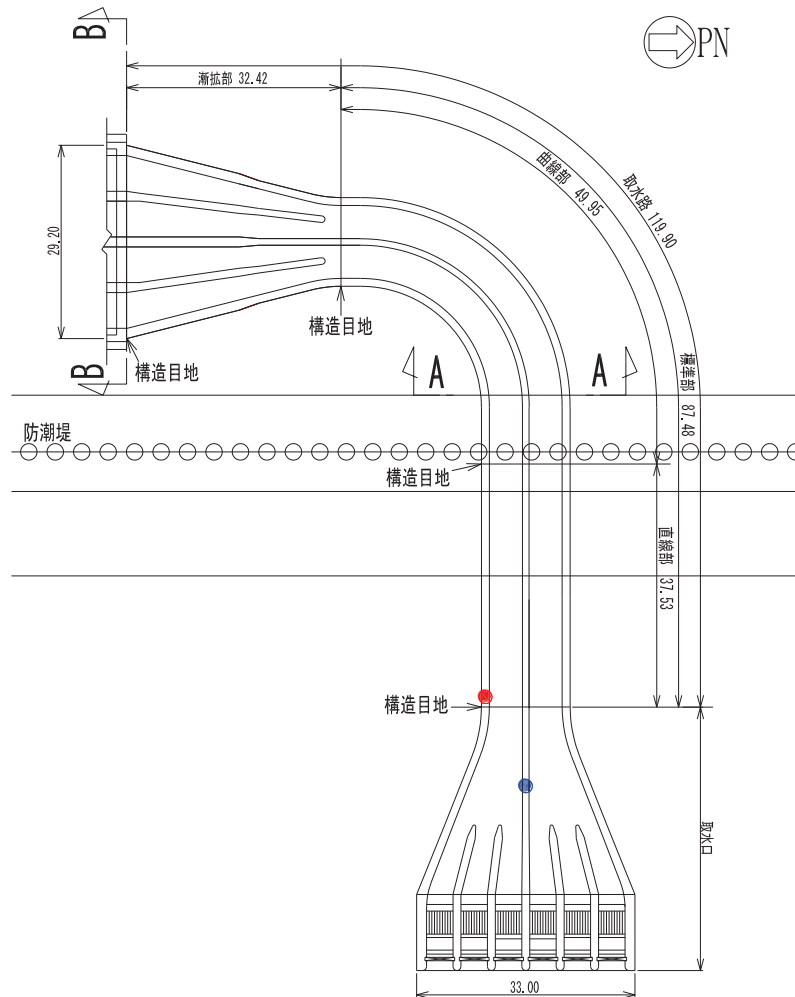 B
PN
漸拡部 32.42
曲線部 49.95
取水路 119.90
29.20
構造目地
構造目地
B
A
A
標準部 87.48
防潮堤
構造目地
直線部 37.53
構造目地
取水口
33.00